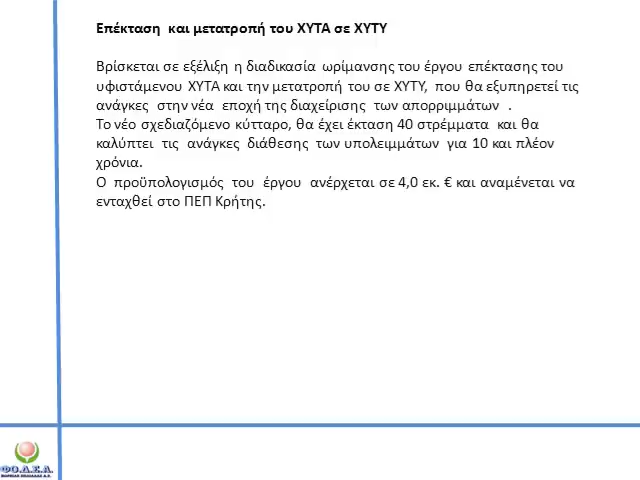 Επέκταση και μετατροπή του ΧΥΤΑ σε ΧΥΤΥ
Βρίσκεται σε εξέλιξη η διαδικασία ωρίμανσης του έργου επέκτασης του
υφιστάμενου ΧΥΤΑ και την μετατροπή του σε ΧΥΤΥ, που θα εξυπηρετεί τις
ανάγκες στην νέα εποχή της διαχείρισης των απορριμμάτων .
Το νέο σχεδιαζόμενο κύτταρο, θα έχει έκταση 40 στρέμματα και θα
καλύπτει τις ανάγκες διάθεσης των υπολειμμάτων για 10 και πλέον
χρόνια.
Ο προϋπολογισμός του έργου ανέρχεται σε 4,0 εκ. € και αναμένεται να
ενταχθεί στο ΠΕΠ Κρήτης.
ΦΟ.Δ.Σ.Α.